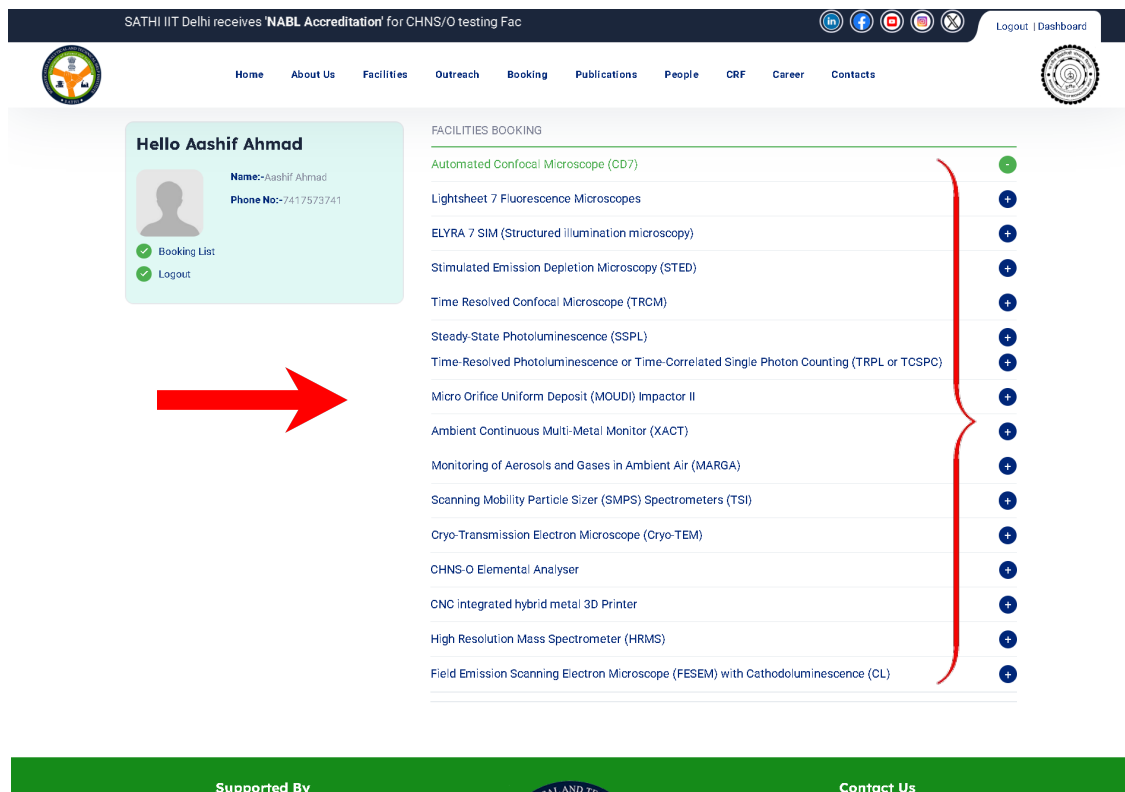 SATHI IIT Delhi receives 'NABL Accreditation' for CHNS/O testing Fac
Logout | Dashboard
Home About Us Facilities Outreach Booking Publications People CRF Career Contacts
Hello Aashif Ahmad
Name:-Aashif Ahmad
Phone No:-7417573741
Booking List
Logout
FACILITIES BOOKING
Automated Confocal Microscope (CD7)
Lightsheet 7 Fluorescence Microscopes
ELYRA 7 SIM (Structured illumination microscopy)
Stimulated Emission Depletion Microscopy (STED)
Time Resolved Confocal Microscope (TRCM)
Steady-State Photoluminescence (SSPL)
Time-Resolved Photoluminescence or Time-Correlated Single Photon Counting (TRPL or TCSPC)
Micro Orifice Uniform Deposit (MOUDI) Impactor II
Ambient Continuous Multi-Metal Monitor (XACT)
Monitoring of Aerosols and Gases in Ambient Air (MARGA)
Scanning Mobility Particle Sizer (SMPS) Spectrometers (TSI)
Cryo-Transmission Electron Microscope (Cryo-TEM)
CHNS-O Elemental Analyser
CNC integrated hybrid metal 3D Printer
High Resolution Mass Spectrometer (HRMS)
Field Emission Scanning Electron Microscope (FESEM) with Cathodoluminescence (CL)
Supported By
Contact Us